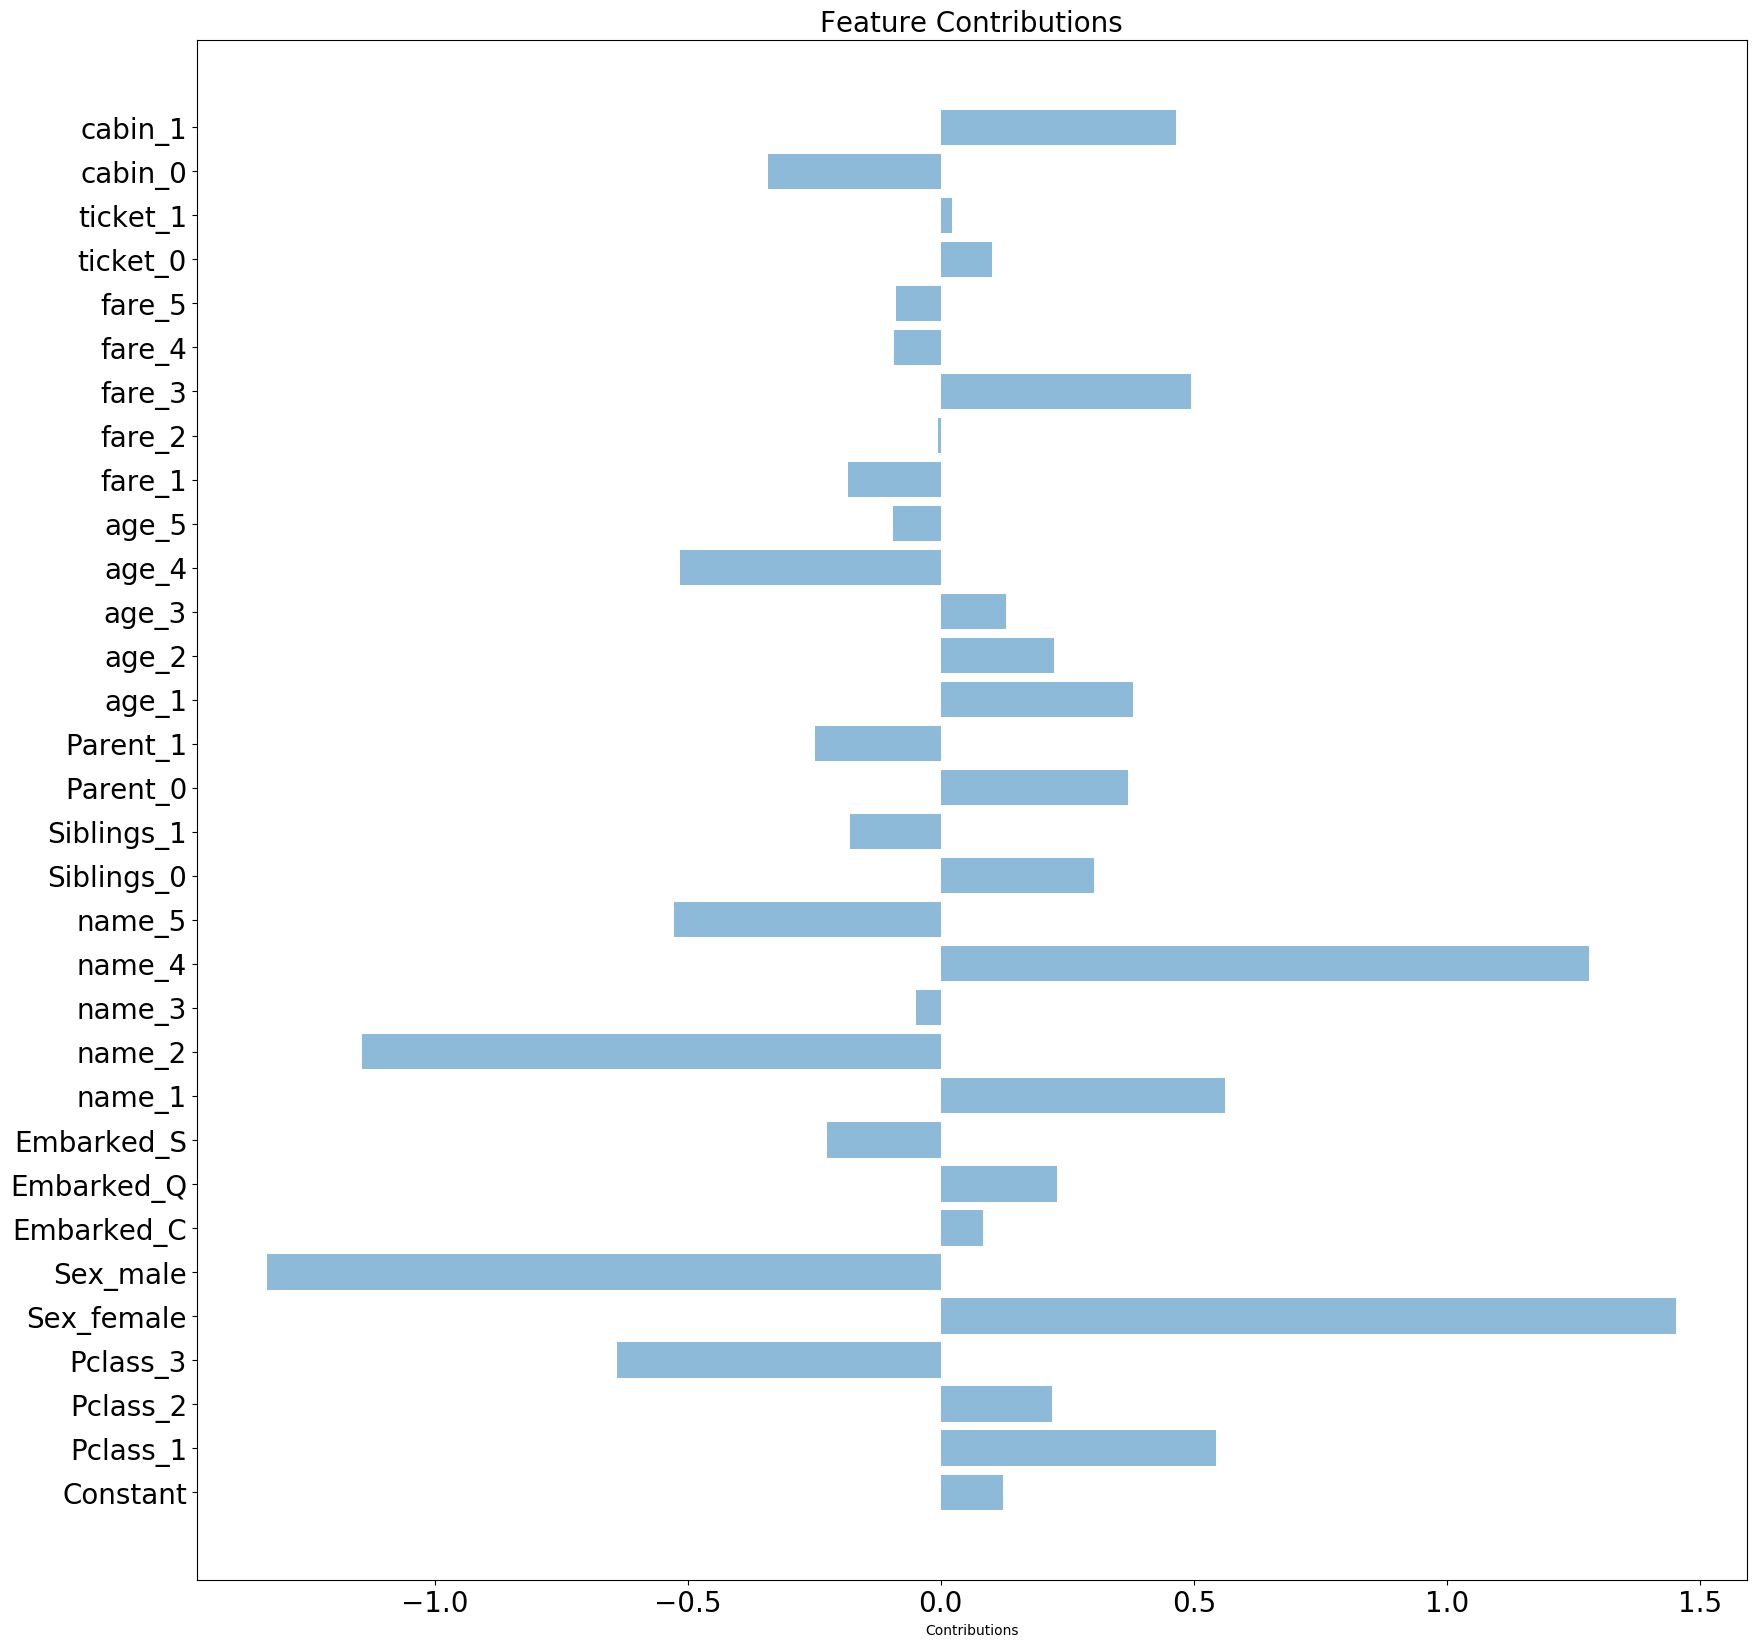 Feature Contributions
cabin_1
cabin_0
ticket_1
ticket_0
fare_5
fare_4
fare_3
fare_2
fare_1
age_5
age_4
age_3
age_2
age_1
Parent_1
Parent_0
Siblings_1
Siblings_0
name_5
name_4
name_3
name_2
name_1
Embarked_S
Embarked_Q
Embarked_C
Sex_male
Sex_female
Pclass_3
Pclass_2
Pclass_1
Constant
−1.0 −0.5 0.0 0.5 1.0 1.5
Contributions